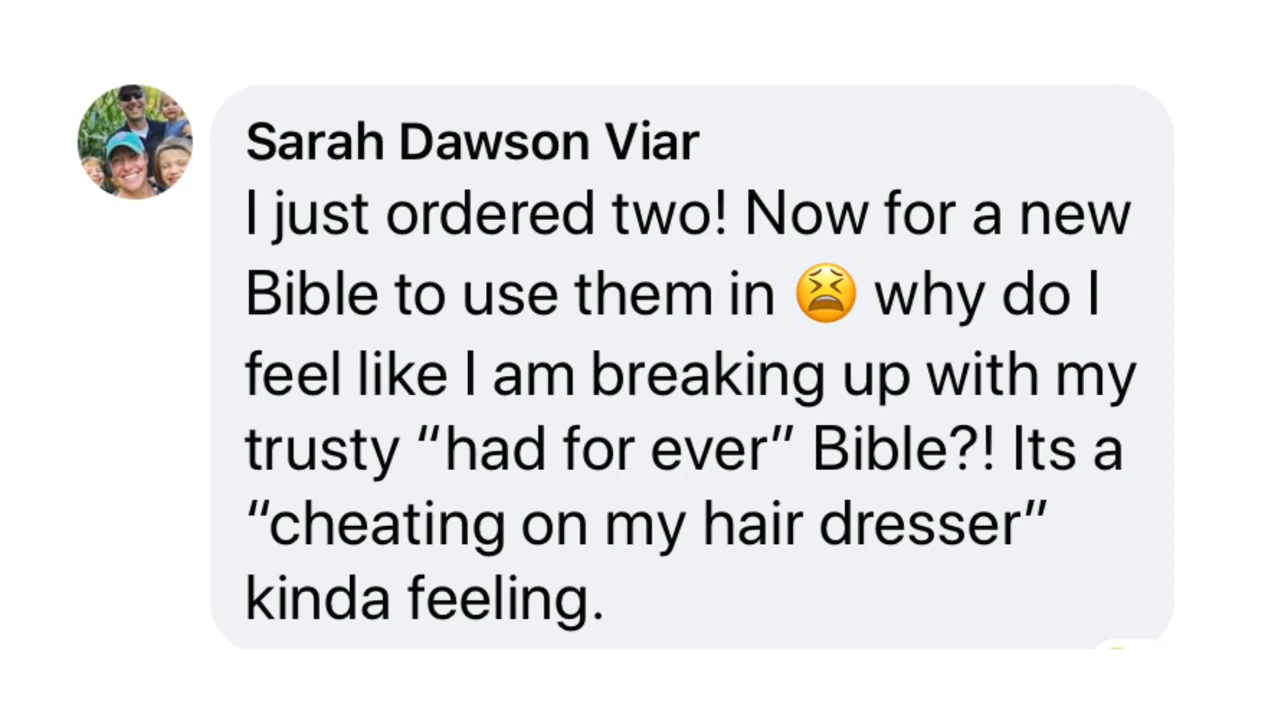 Sarah Dawson Viar
I just ordered two! Now for a new
Bible to use them in 😫 why do I
feel like I am breaking up with my
trusty “had for ever” Bible?! Its a
“cheating on my hair dresser”
kinda feeling.